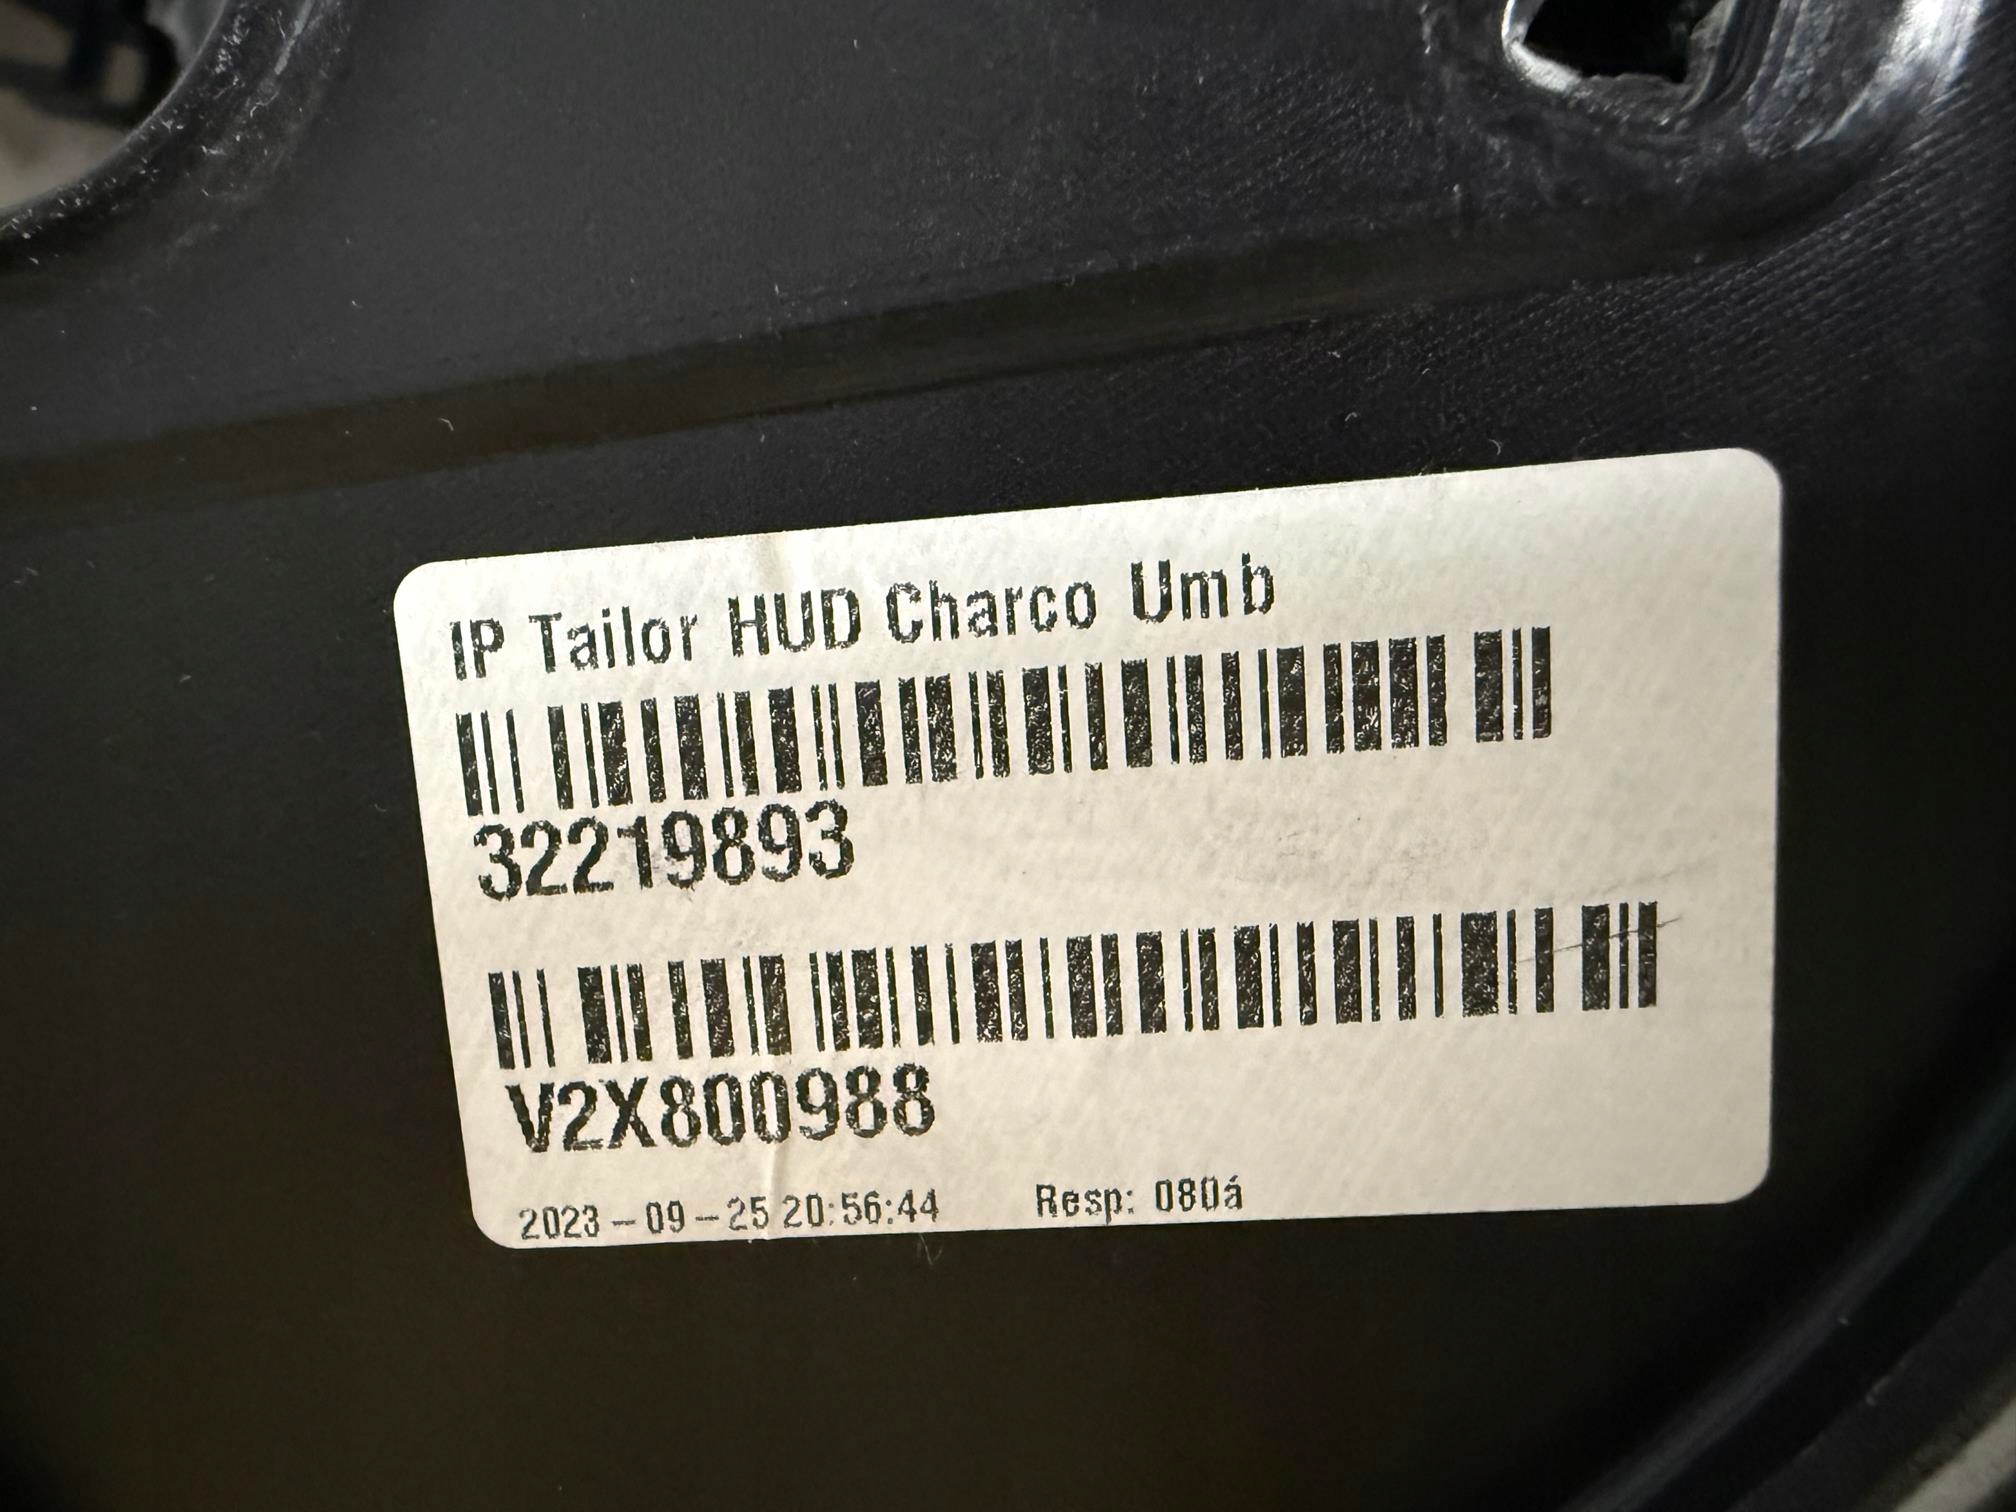 IP Tailor HUD Charco Umb
32219893
V2X800988
2023-09-25 20:56:44 Resp: 080á